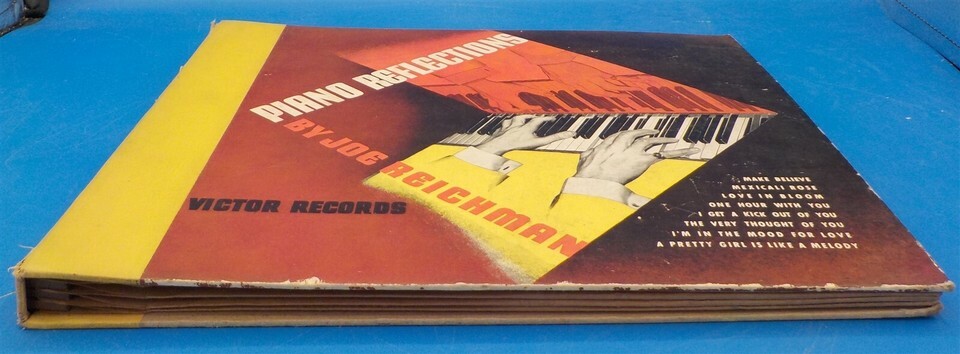 PIANO REFLECTIONS
BY JOE REICHMAN
VICTOR RECORDS
MAKE BELIEVE
MEXICALI ROSE
LOVE IN BLOOM
ONE HOUR WITH YOU
I GET A KICK OUT OF YOU
THE VERY THOUGHT OF YOU
I'M IN THE MOOD FOR LOVE
A PRETTY GIRL IS LIKE A MELODY